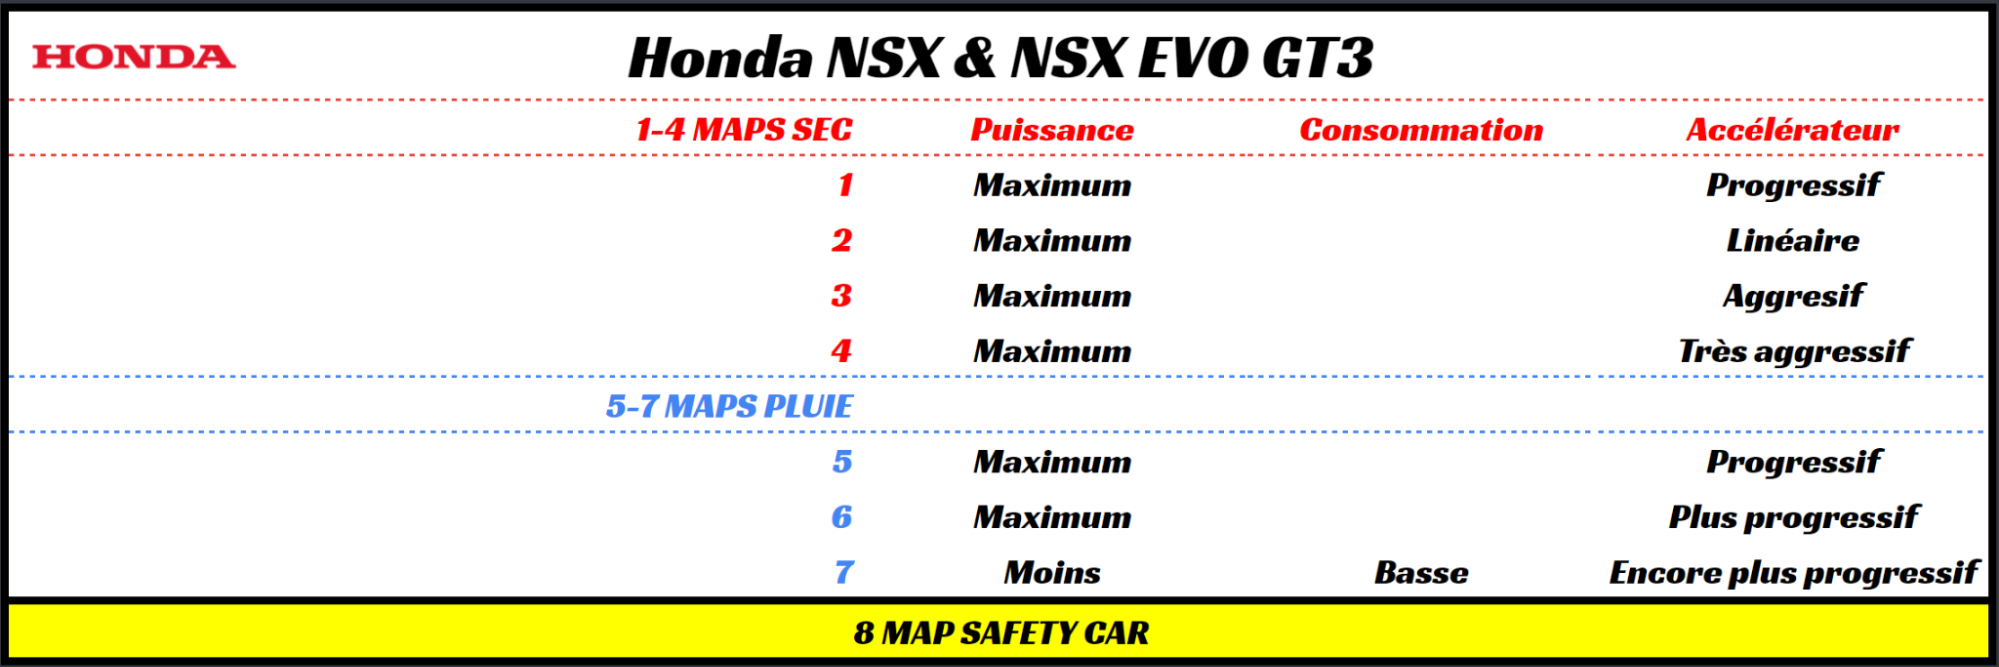 HONDA Honda NSX & NSX EVO GT3
1-4 MAPS SEC Puissance Consommation Accélérateur
1 Maximum Progressif
2 Maximum Linéaire
3 Maximum Aggresif
4 Maximum Très aggressif
5-7 MAPS PLUIE
5 Maximum Progressif
6 Maximum Plus progressif
7 Moins Basse Encore plus progressif
8 MAP SAFETY CAR